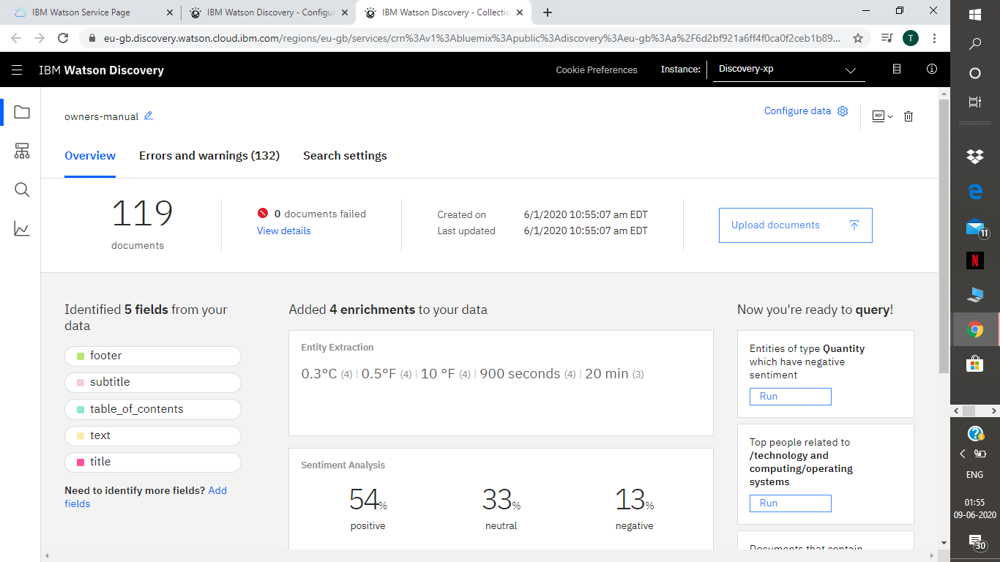 IBM Watson Service Page
IBM Watson Discovery - Configur
IBM Watson Discovery - Collectio
eu-gb.discovery.watson.cloud.ibm.com/regions/eu-gb/services/crn%3Av1%3Abluemix%3Apublic%3Adiscovery%3Aeu-gb%3Aa%2F6d2bf921a6ff4f0ca0f2ceb1b89...
T
IBM Watson Discovery
Cookie Preferences
Instance:
Discovery-xp
owners-manual
Configure data
api
Overview
Errors and warnings (132)
Search settings
119
documents
0 documents failed
View details
Created on 6/1/2020 10:55:07 am EDT
Last updated 6/1/2020 10:55:07 am EDT
Upload documents
Identified 5 fields from your
data
footer
subtitle
table_of_contents
text
title
Need to identify more fields? Add
fields
Added 4 enrichments to your data
Entity Extraction
0.3°C (4) | 0.5°F (4) | 10 °F (4) | 900 seconds (4) | 20 min (3)
Sentiment Analysis
54% 33% 13%
positive neutral negative
Now you're ready to query!
Entities of type Quantity
which have negative
sentiment
Run
Top people related to
/technology and
computing/operating
systems
Run
Documents that contain
11
N
ENG
01:55
09-06-2020
30